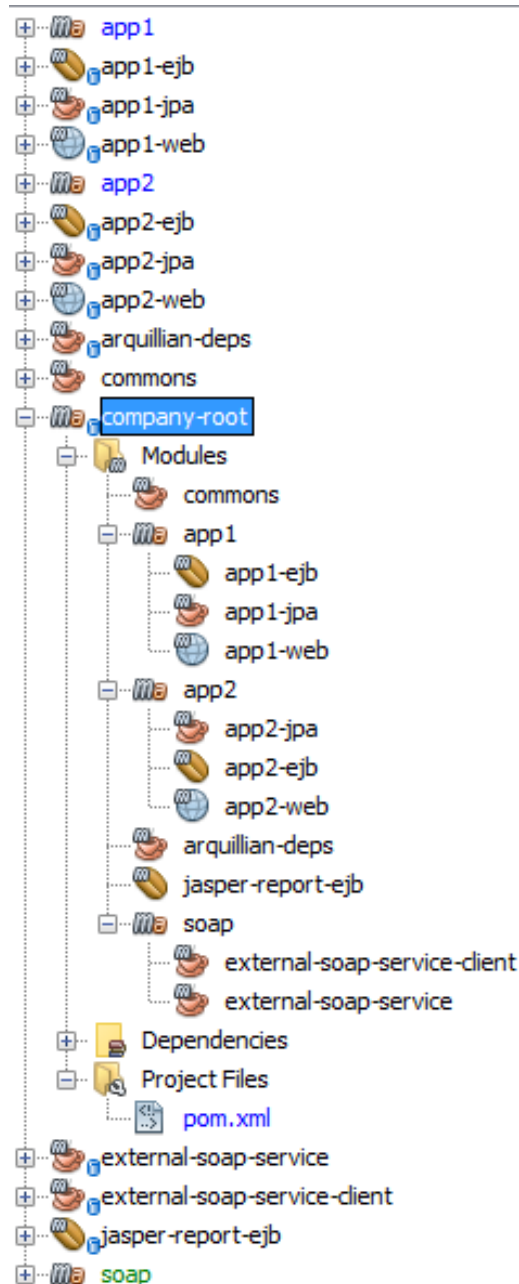 app1
app1-ejb
app1-jpa
app1-web
app2
app2-ejb
app2-jpa
app2-web
arquillian-deps
commons
company-root
Modules
commons
app1
app1-ejb
app1-jpa
app1-web
app2
app2-jpa
app2-ejb
app2-web
arquillian-deps
jasper-report-ejb
soap
external-soap-service-client
external-soap-service
Dependencies
Project Files
pom.xml
external-soap-service
external-soap-service-client
jasper-report-ejb
soap